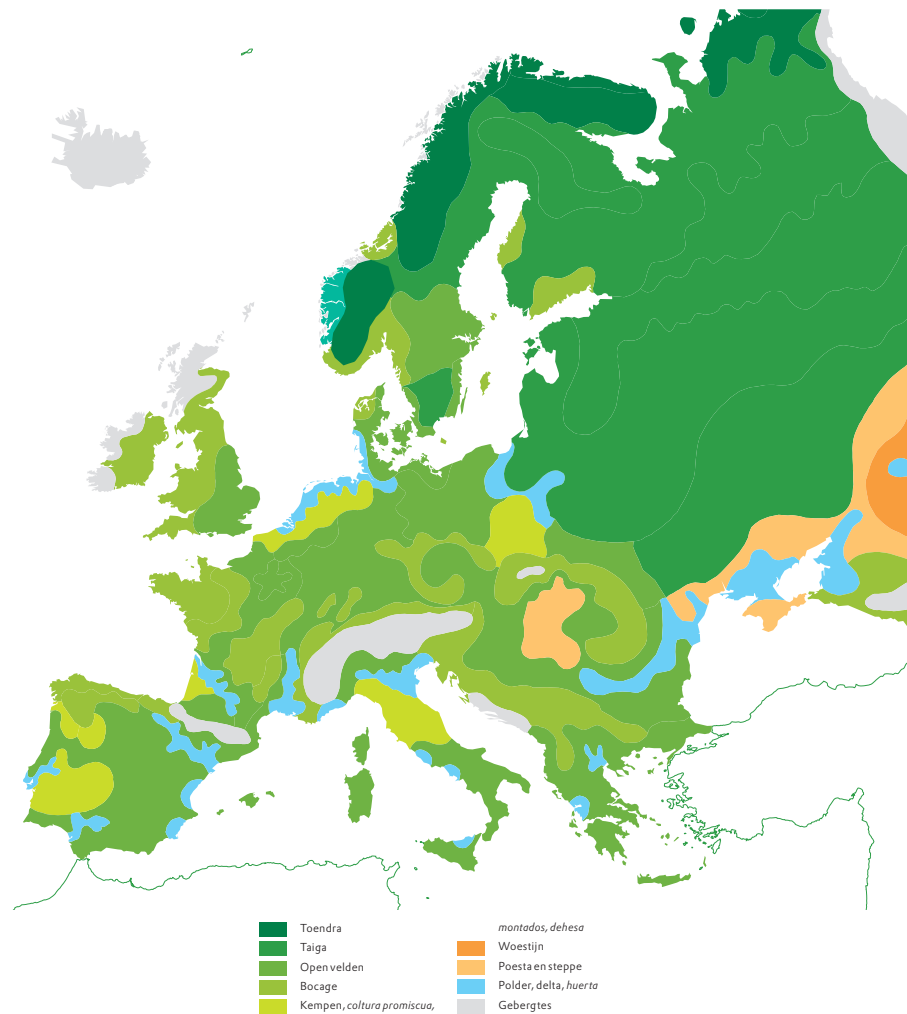 Toendra
Taiga
Open velden
Bocage
Kempen, coltura promiscua,
montados, dehesa
Woestijn
Poesta en steppe
Polder, delta, huerta
Gebergtes